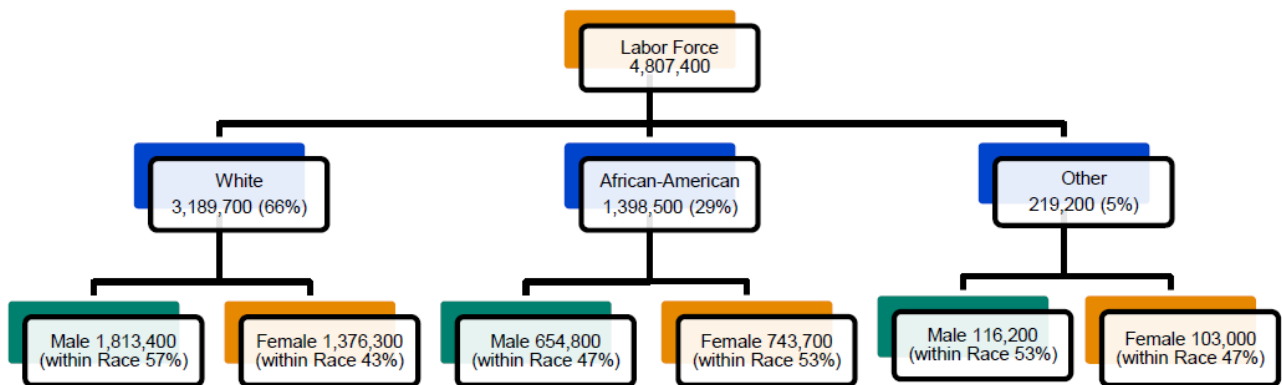 Labor Force
4,807,400
White
3,189,700 (66%)
African-American
1,398,500 (29%)
Other
219,200 (5%)
Male 1,813,400
(within Race 57%)
Female 1,376,300
(within Race 43%)
Male 654,800
(within Race 47%)
Female 743,700
(within Race 53%)
Male 116,200
(within Race 53%)
Female 103,000
(within Race 47%)